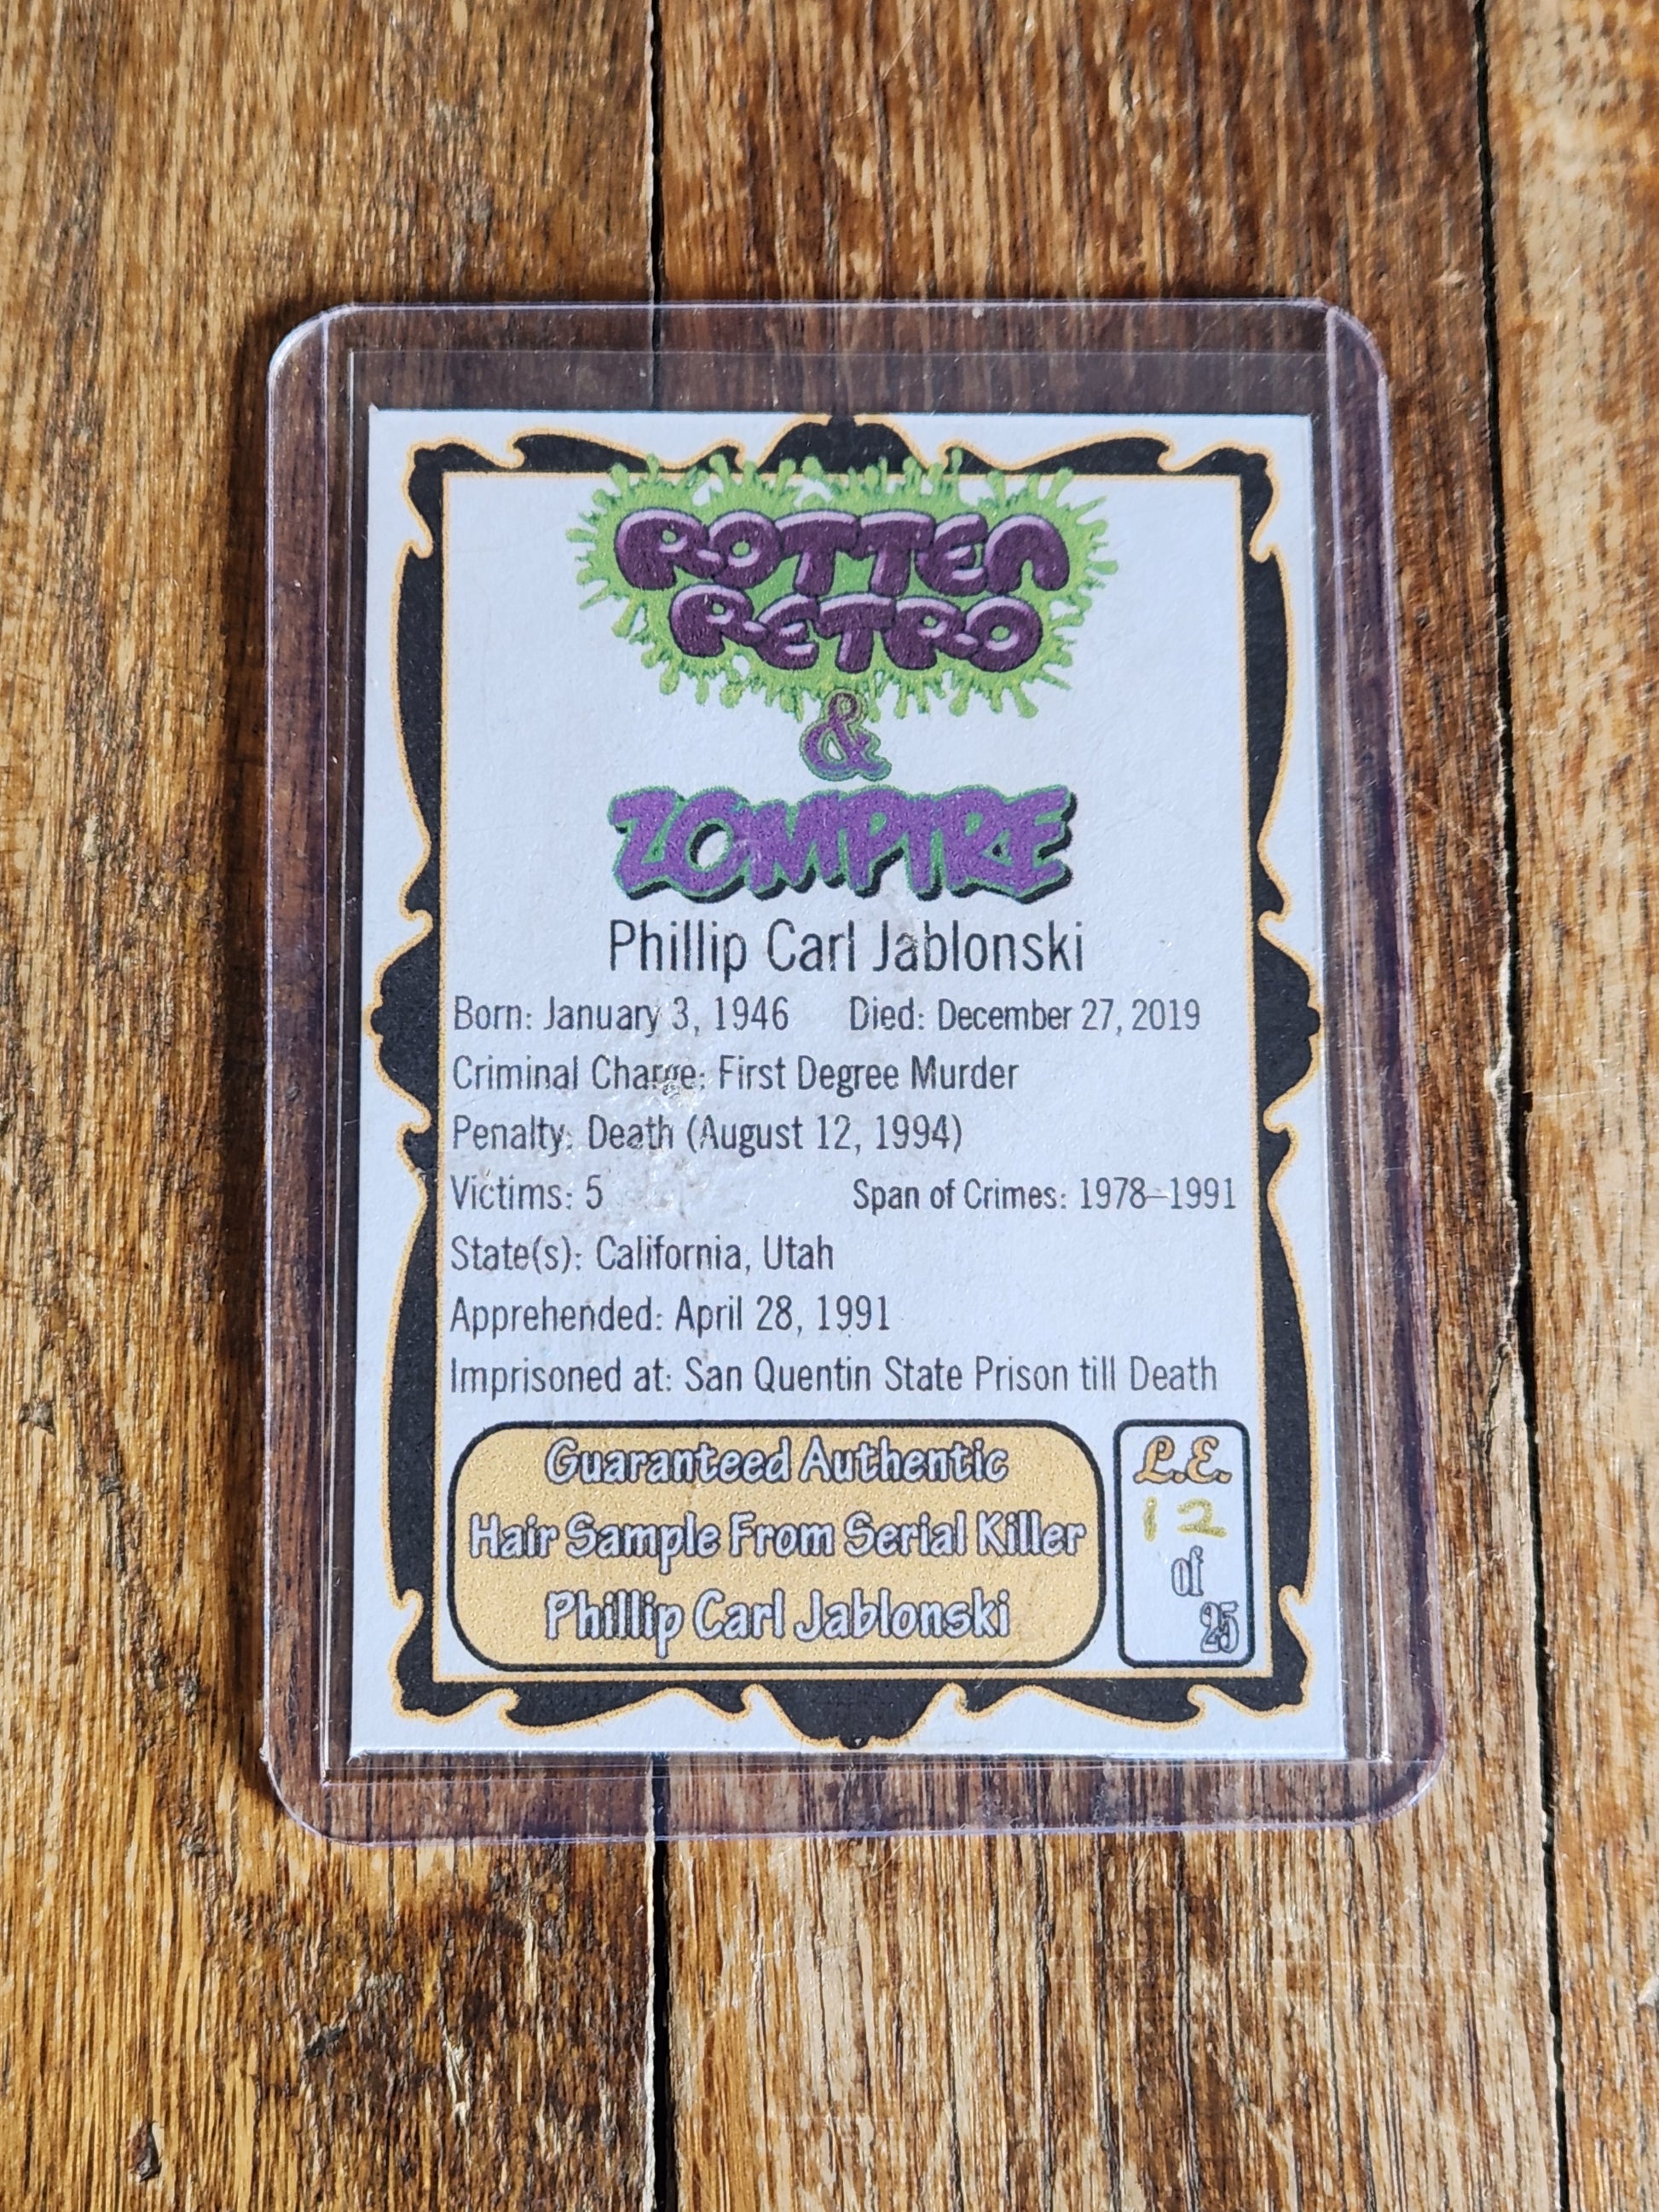 ROTTEN
RETRO
&
ZOMPIRE
Phillip Carl Jablonski
Born: January 3, 1946 Died: December 27, 2019
Criminal Charge: First Degree Murder
Penalty: Death (August 12, 1994)
Victims: 5 Span of Crimes: 1978–1991
State(s): California, Utah
Apprehended: April 28, 1991
Imprisoned at: San Quentin State Prison till Death
Guaranteed Authentic
Hair Sample From Serial Killer
Phillip Carl Jablonski
L.E.
12
of
25